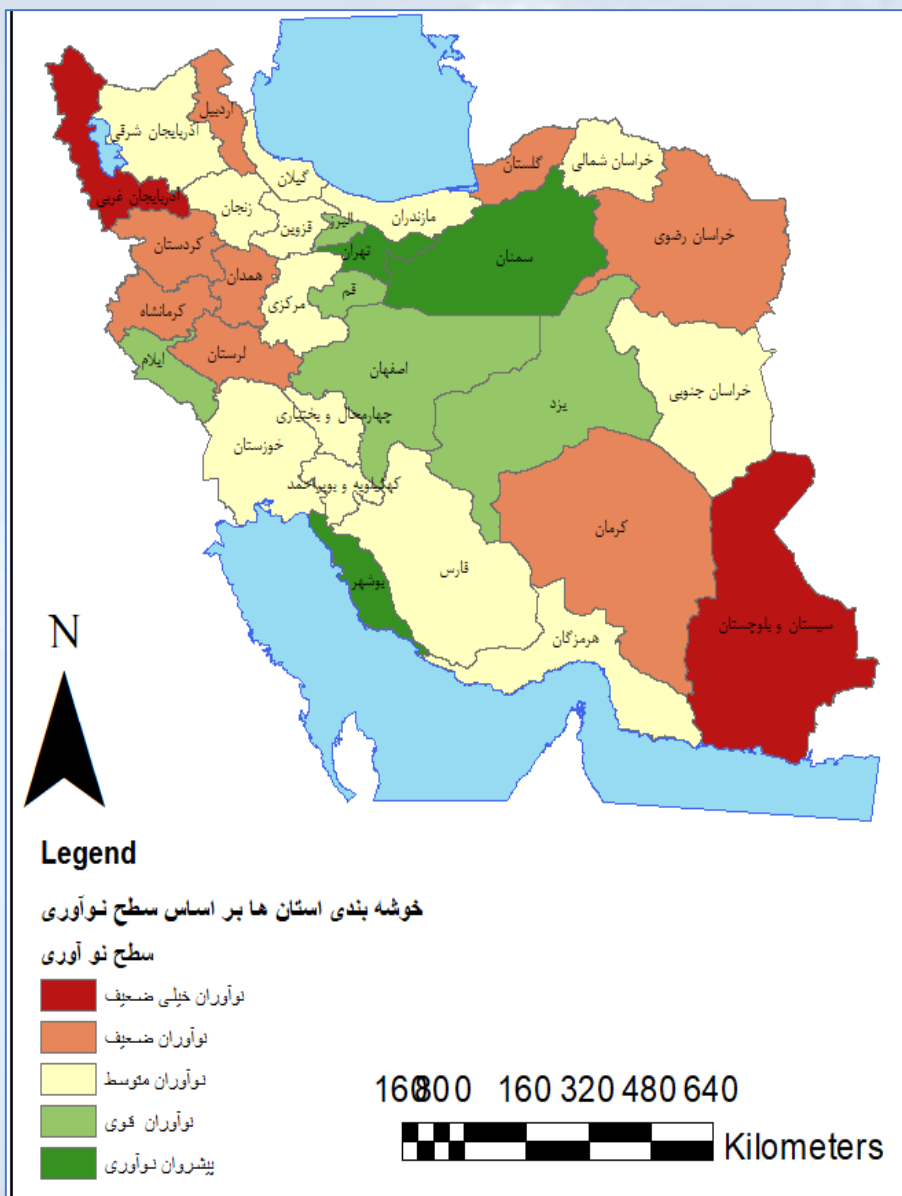 اردبیل
آذربایجان شرقی
گلستان
خراسان شمالی
گیلان
آذربایجان غربی
زنجان
مازندران
البرز
قزوین
خراسان رضوی
کردستان
تهران
سمنان
همدان
قم
مرکزی
کرمانشاه
لرستان
ایلام
اصفهان
خراسان جنوبی
یزد
چهارمحال و بختیاری
خوزستان
کهگیلویه و بویراحمد
کرمان
فارس
بوشهر
سیستان و بلوچستان
هرمزگان
N
Legend
خوشه بندی استان ها بر اساس سطح نوآوری
سطح نو آوری
نوآوران خیلی ضعیف
نوآوران ضعیف
نوآوران متوسط
نوآوران قوی
پیشروان نوآوری
160 80 0 160 320 480 640
Kilometers